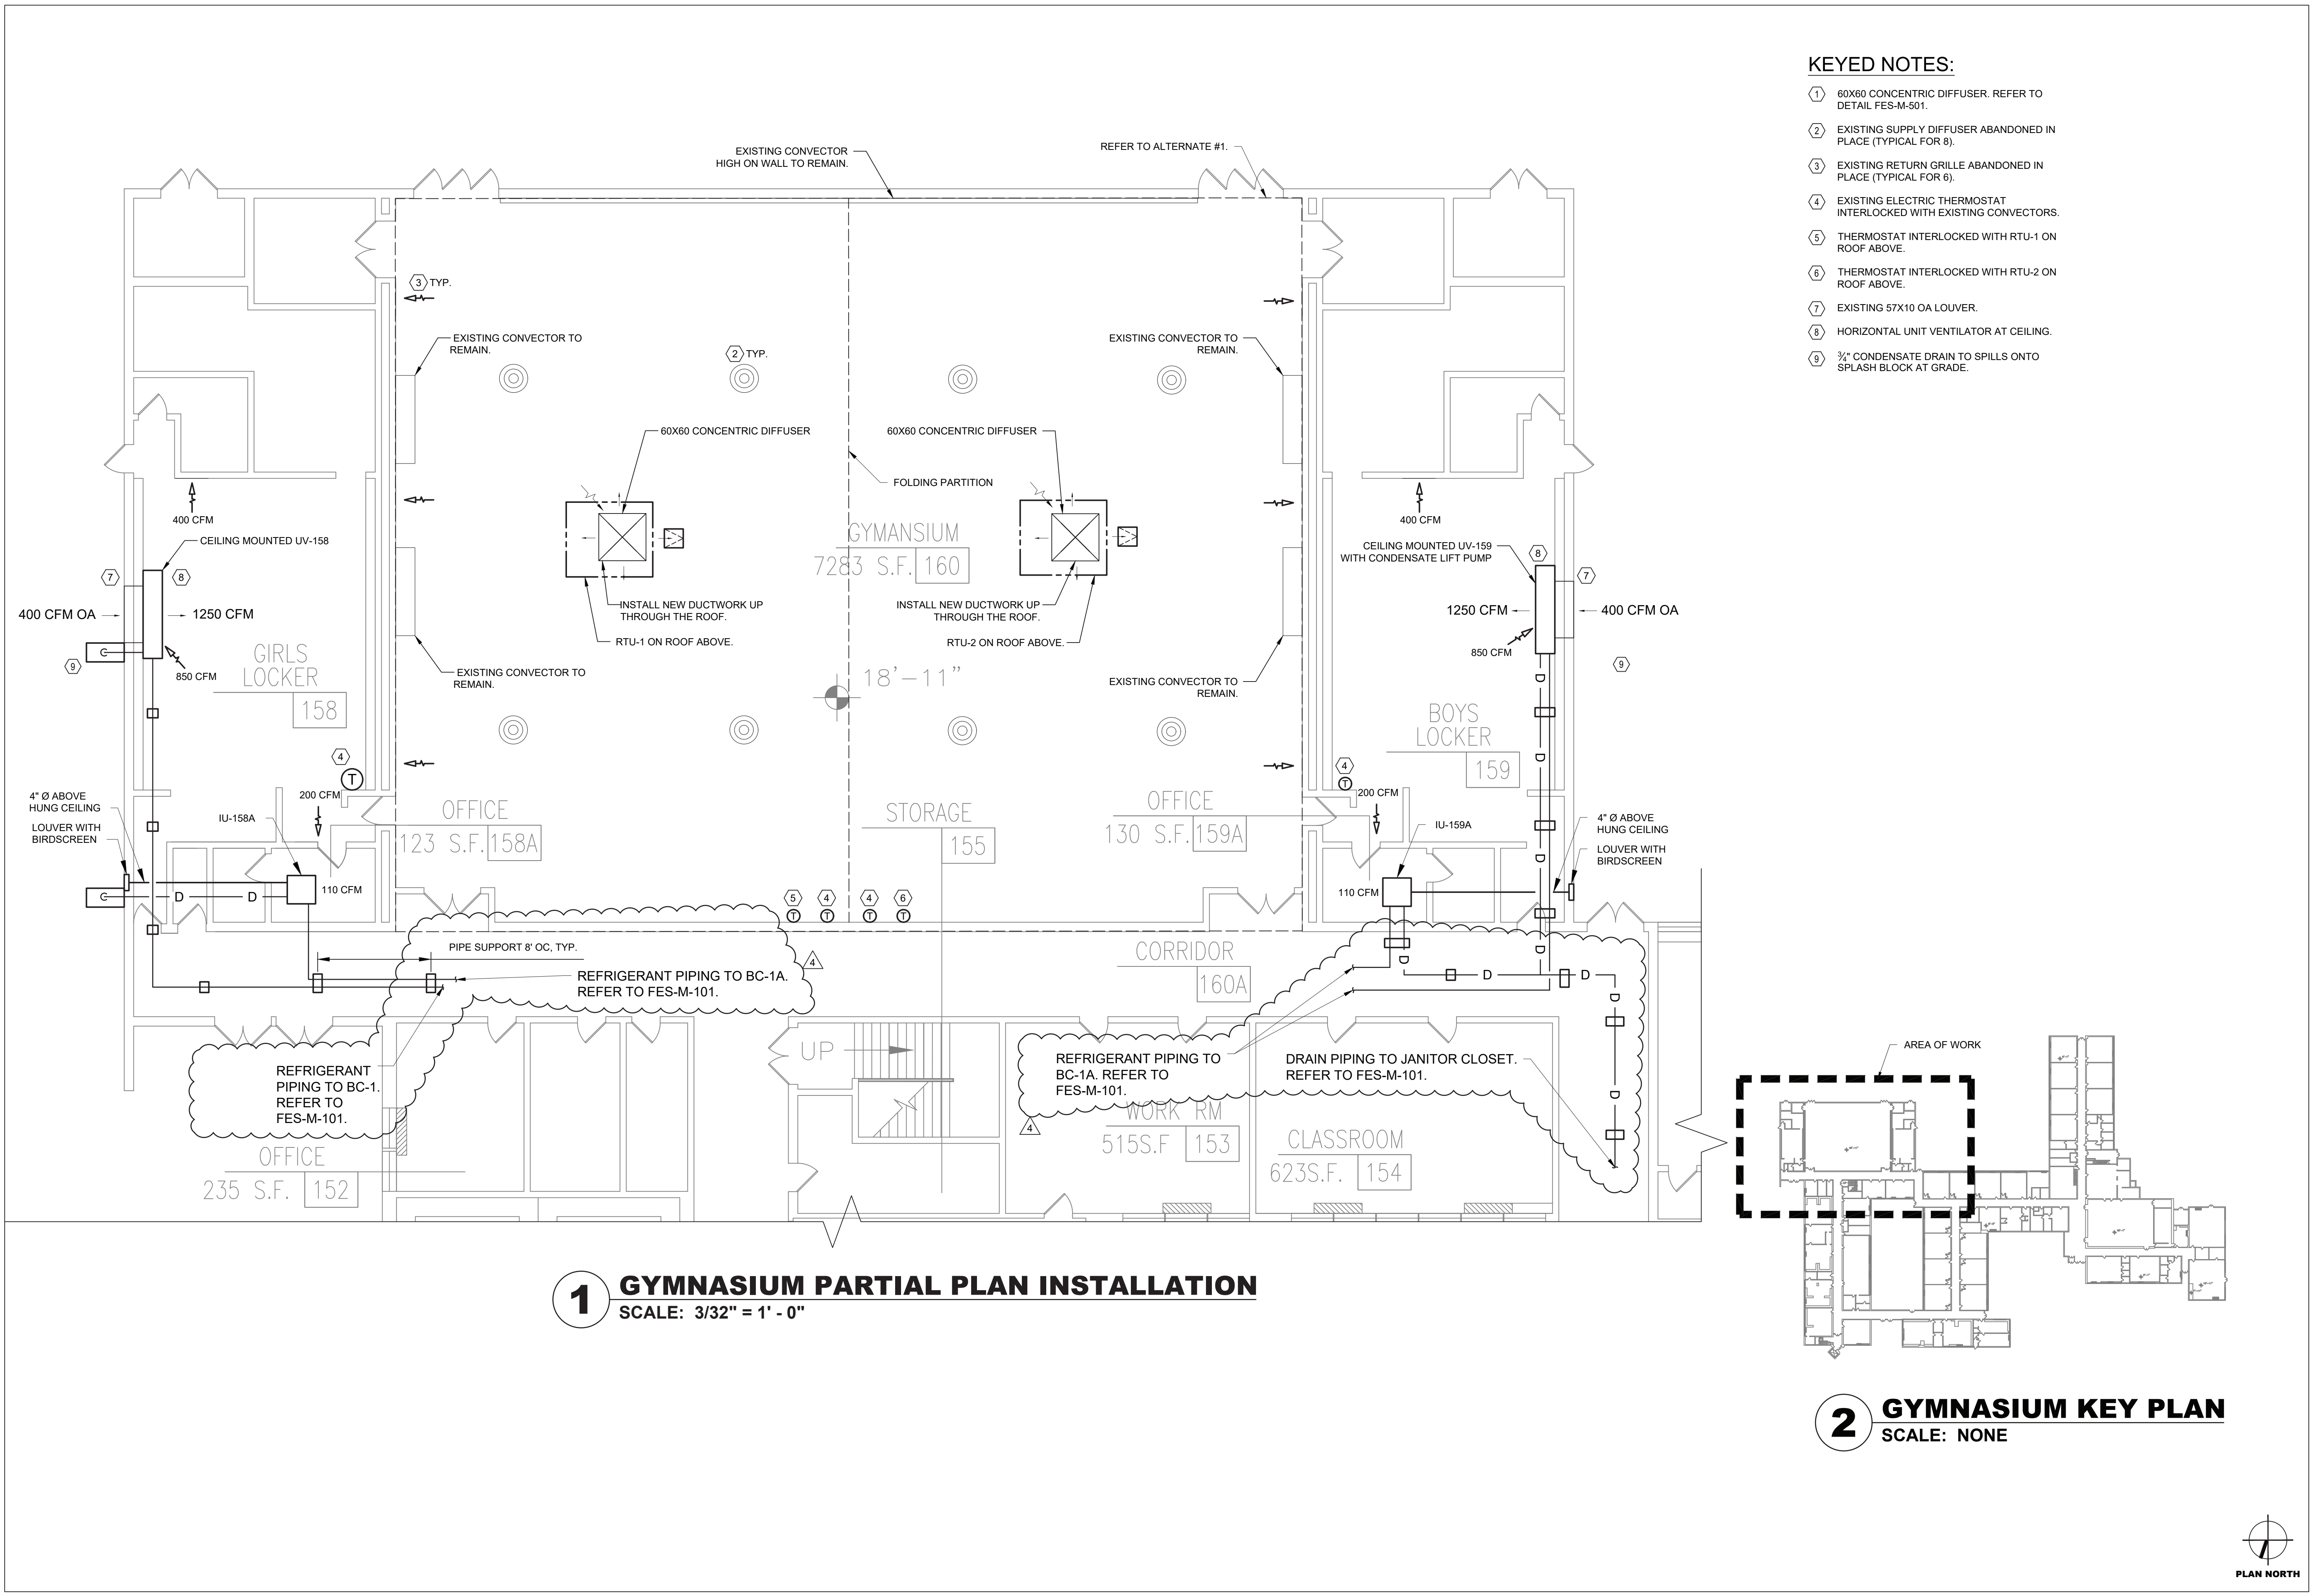 KEYED NOTES:
1 60X60 CONCENTRIC DIFFUSER. REFER TO
DETAIL FES-M-501.
2 EXISTING SUPPLY DIFFUSER ABANDONED IN
PLACE (TYPICAL FOR 8).
3 EXISTING RETURN GRILLE ABANDONED IN
PLACE (TYPICAL FOR 6).
4 EXISTING ELECTRIC THERMOSTAT
INTERLOCKED WITH EXISTING CONVECTORS.
5 THERMOSTAT INTERLOCKED WITH RTU-1 ON
ROOF ABOVE.
6 THERMOSTAT INTERLOCKED WITH RTU-2 ON
ROOF ABOVE.
7 EXISTING 57X10 OA LOUVER.
8 HORIZONTAL UNIT VENTILATOR AT CEILING.
9 ¾" CONDENSATE DRAIN TO SPILLS ONTO
SPLASH BLOCK AT GRADE.
EXISTING CONVECTOR
HIGH ON WALL TO REMAIN.
REFER TO ALTERNATE #1.
3 TYP.
EXISTING CONVECTOR TO
REMAIN.
2 TYP.
EXISTING CONVECTOR TO
REMAIN.
60X60 CONCENTRIC DIFFUSER
60X60 CONCENTRIC DIFFUSER
FOLDING PARTITION
GYMANSIUM
7283 S.F. 160
400 CFM
400 CFM
CEILING MOUNTED UV-158
CEILING MOUNTED UV-159
WITH CONDENSATE LIFT PUMP
7
8
8
7
400 CFM OA
1250 CFM
1250 CFM
400 CFM OA
INSTALL NEW DUCTWORK UP
THROUGH THE ROOF.
INSTALL NEW DUCTWORK UP
THROUGH THE ROOF.
RTU-1 ON ROOF ABOVE.
RTU-2 ON ROOF ABOVE.
C
9
850 CFM
850 CFM
9
GIRLS
LOCKER
158
EXISTING CONVECTOR TO
REMAIN.
18'-11"
EXISTING CONVECTOR TO
REMAIN.
BOYS
LOCKER
159
D
D
D
D
4
T
4
T
200 CFM
200 CFM
4" Ø ABOVE
HUNG CEILING
LOUVER WITH
BIRDSCREEN
IU-158A
OFFICE
123 S.F. 158A
STORAGE
155
OFFICE
130 S.F. 159A
IU-159A
4" Ø ABOVE
HUNG CEILING
LOUVER WITH
BIRDSCREEN
C
D
D
110 CFM
110 CFM
5
4
4
6
T
T
T
T
PIPE SUPPORT 8' OC, TYP.
REFRIGERANT PIPING TO BC-1A.
REFER TO FES-M-101.
4
CORRIDOR
160A
D
D
D
D
D
UP
REFRIGERANT
PIPING TO BC-1.
REFER TO
FES-M-101.
REFRIGERANT PIPING TO
BC-1A. REFER TO
FES-M-101.
DRAIN PIPING TO JANITOR CLOSET.
REFER TO FES-M-101.
4
WORK RM
515S.F 153
CLASSROOM
623S.F. 154
OFFICE
235 S.F. 152
AREA OF WORK
1 GYMNASIUM PARTIAL PLAN INSTALLATION
SCALE: 3/32" = 1' - 0"
2 GYMNASIUM KEY PLAN
SCALE: NONE
PLAN NORTH